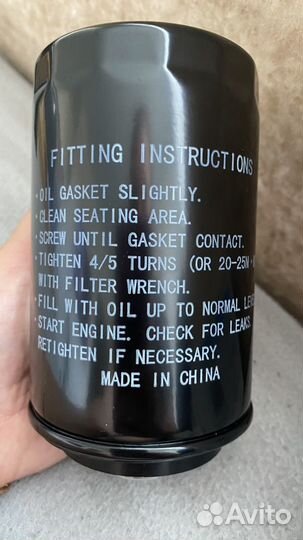 FITTING INSTRUCTIONS
·OIL GASKET SLIGHTLY.
·CLEAN SEATING AREA.
·SCREW UNTIL GASKET CONTACT.
·TIGHTEN 4/5 TURNS (OR 20-25N·
WITH FILTER WRENCH.
·FILL WITH OIL UP TO NORMAL
·START ENGINE. CHECK FOR LEAKS
RETIGHTEN IF NECESSARY.
MADE IN CHINA
Avito